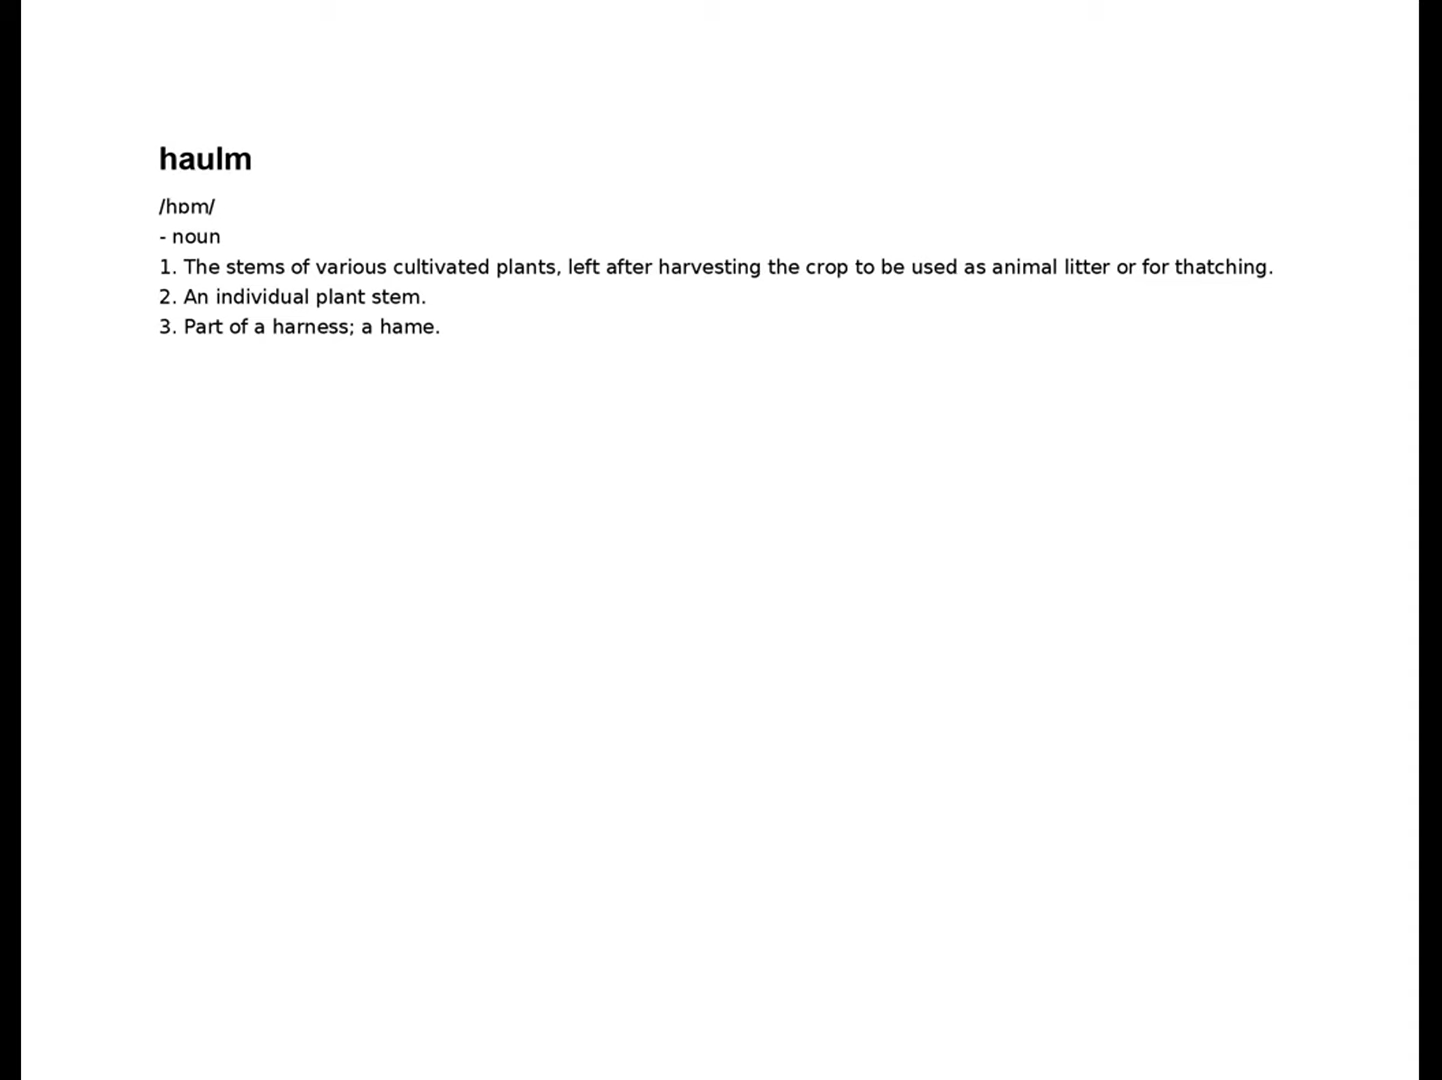 haulm
/hɒm/
- noun
1. The stems of various cultivated plants, left after harvesting the crop to be used as animal litter or for thatching.
2. An individual plant stem.
3. Part of a harness; a hame.